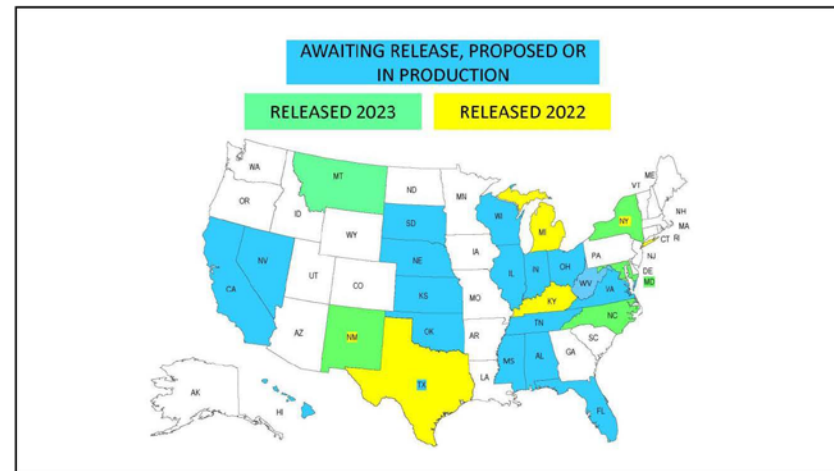 AWAITING RELEASE, PROPOSED OR
IN PRODUCTION
RELEASED 2023
RELEASED 2022
WA
MT
ND
MN
VT
ME
OR
ID
WY
SD
WI
MI
NY
NH
MA
CT
RI
NV
UT
CO
NE
IA
IL
IN
OH
PA
NJ
DE
MD
CA
KS
MO
KY
WV
VA
AZ
NM
OK
AR
TN
NC
SC
TX
LA
MS
AL
GA
FL
AK
HI